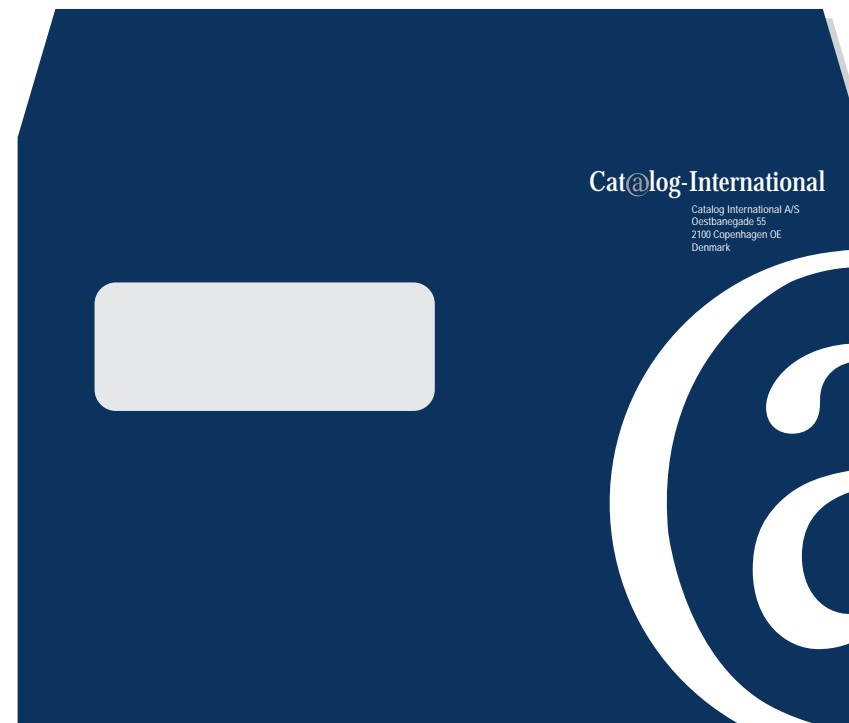 Cat@log-International
Catalog International A/S
Oestbanegade 55
2100 Copenhagen OE
Denmark
@